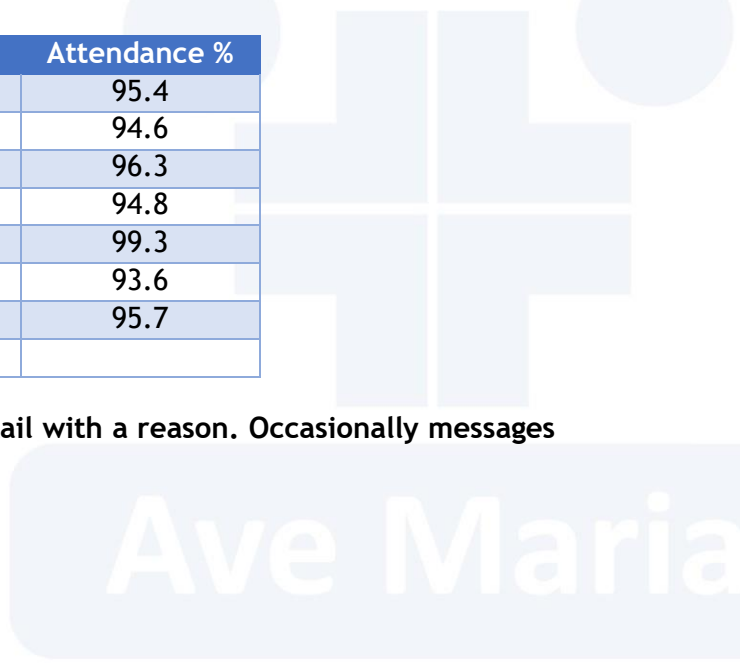 Attendance %
95.4
94.6
96.3
94.8
99.3
93.6
95.7
ail with a reason. Occasionally messages
Ave Maria